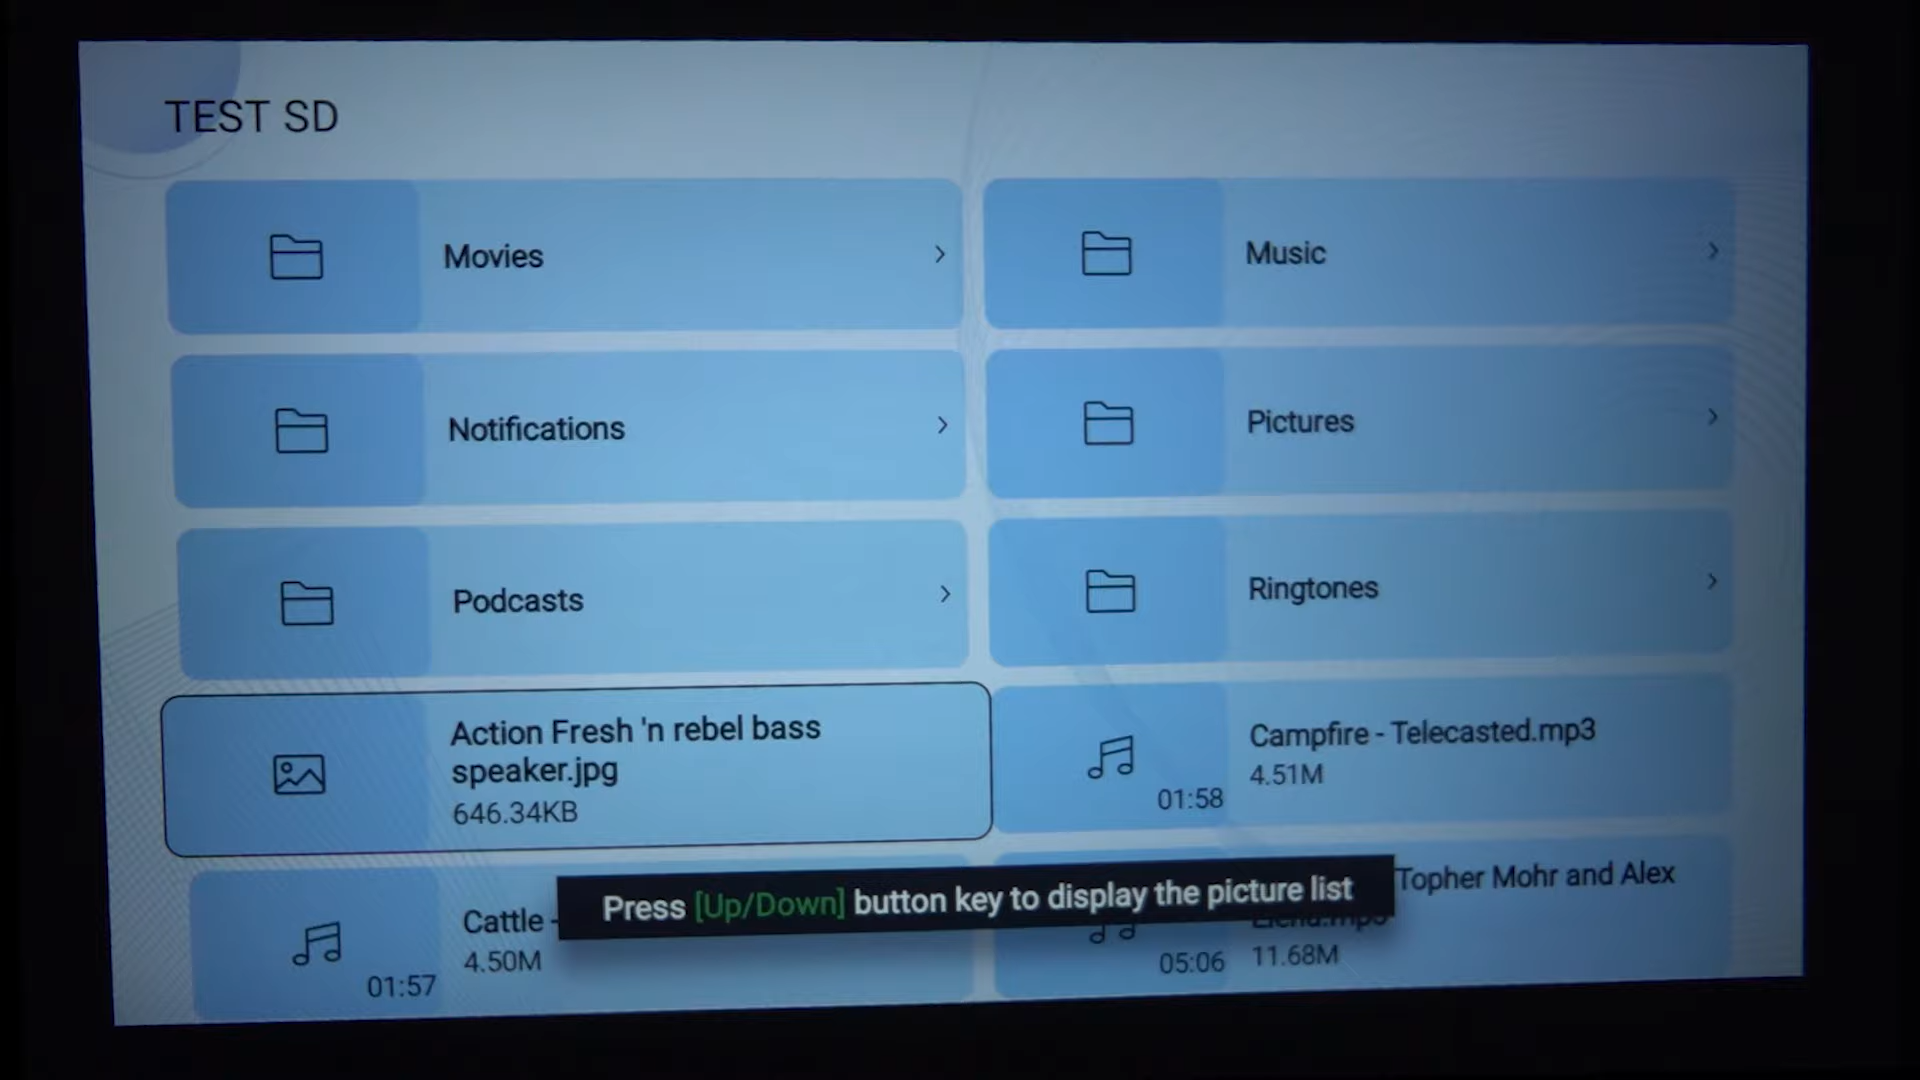 TEST SD
Movies
Music
Notifications
Pictures
Podcasts
Ringtones
Action Fresh 'n rebel bass
speaker.jpg
646.34KB
Campfire - Telecasted.mp3
4.51M
01:58
Press [Up/Down] button key to display the picture list
Cattle -
4.50M
01:57
Topher Mohr and Alex
Elena.mp3
11.68M
05:06